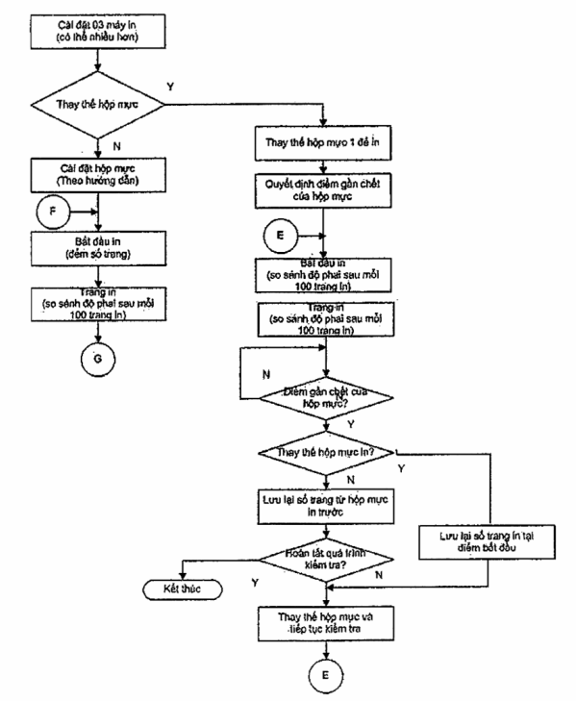 Cài đặt 03 máy in
(có thể nhiều hơn)
Y
Thay thế hộp mực
N
Thay thế hộp mực 1 để in
Cài đặt hộp mực
(Theo hướng dẫn)
Quyết định điểm gần chết
của hộp mực
F
E
Bắt đầu in
(đếm số trang)
Bắt đầu in
(so sánh độ phai sau mỗi
100 trang in)
Trang in
(so sánh độ phai sau mỗi
100 trang in)
Trang in
(so sánh độ phai sau mỗi
100 trang in)
G
N
Điểm gần chết của
hộp mực?
N
Y
Thay thế hộp mực in?
Y
N
Lưu lại số trang từ hộp mực
in trước
Lưu lại số trang in tại
điểm bắt đầu
Hoàn tất quá trình
kiểm tra?
Y
N
Kết thúc
Thay thế hộp mực và
tiếp tục kiểm tra
E